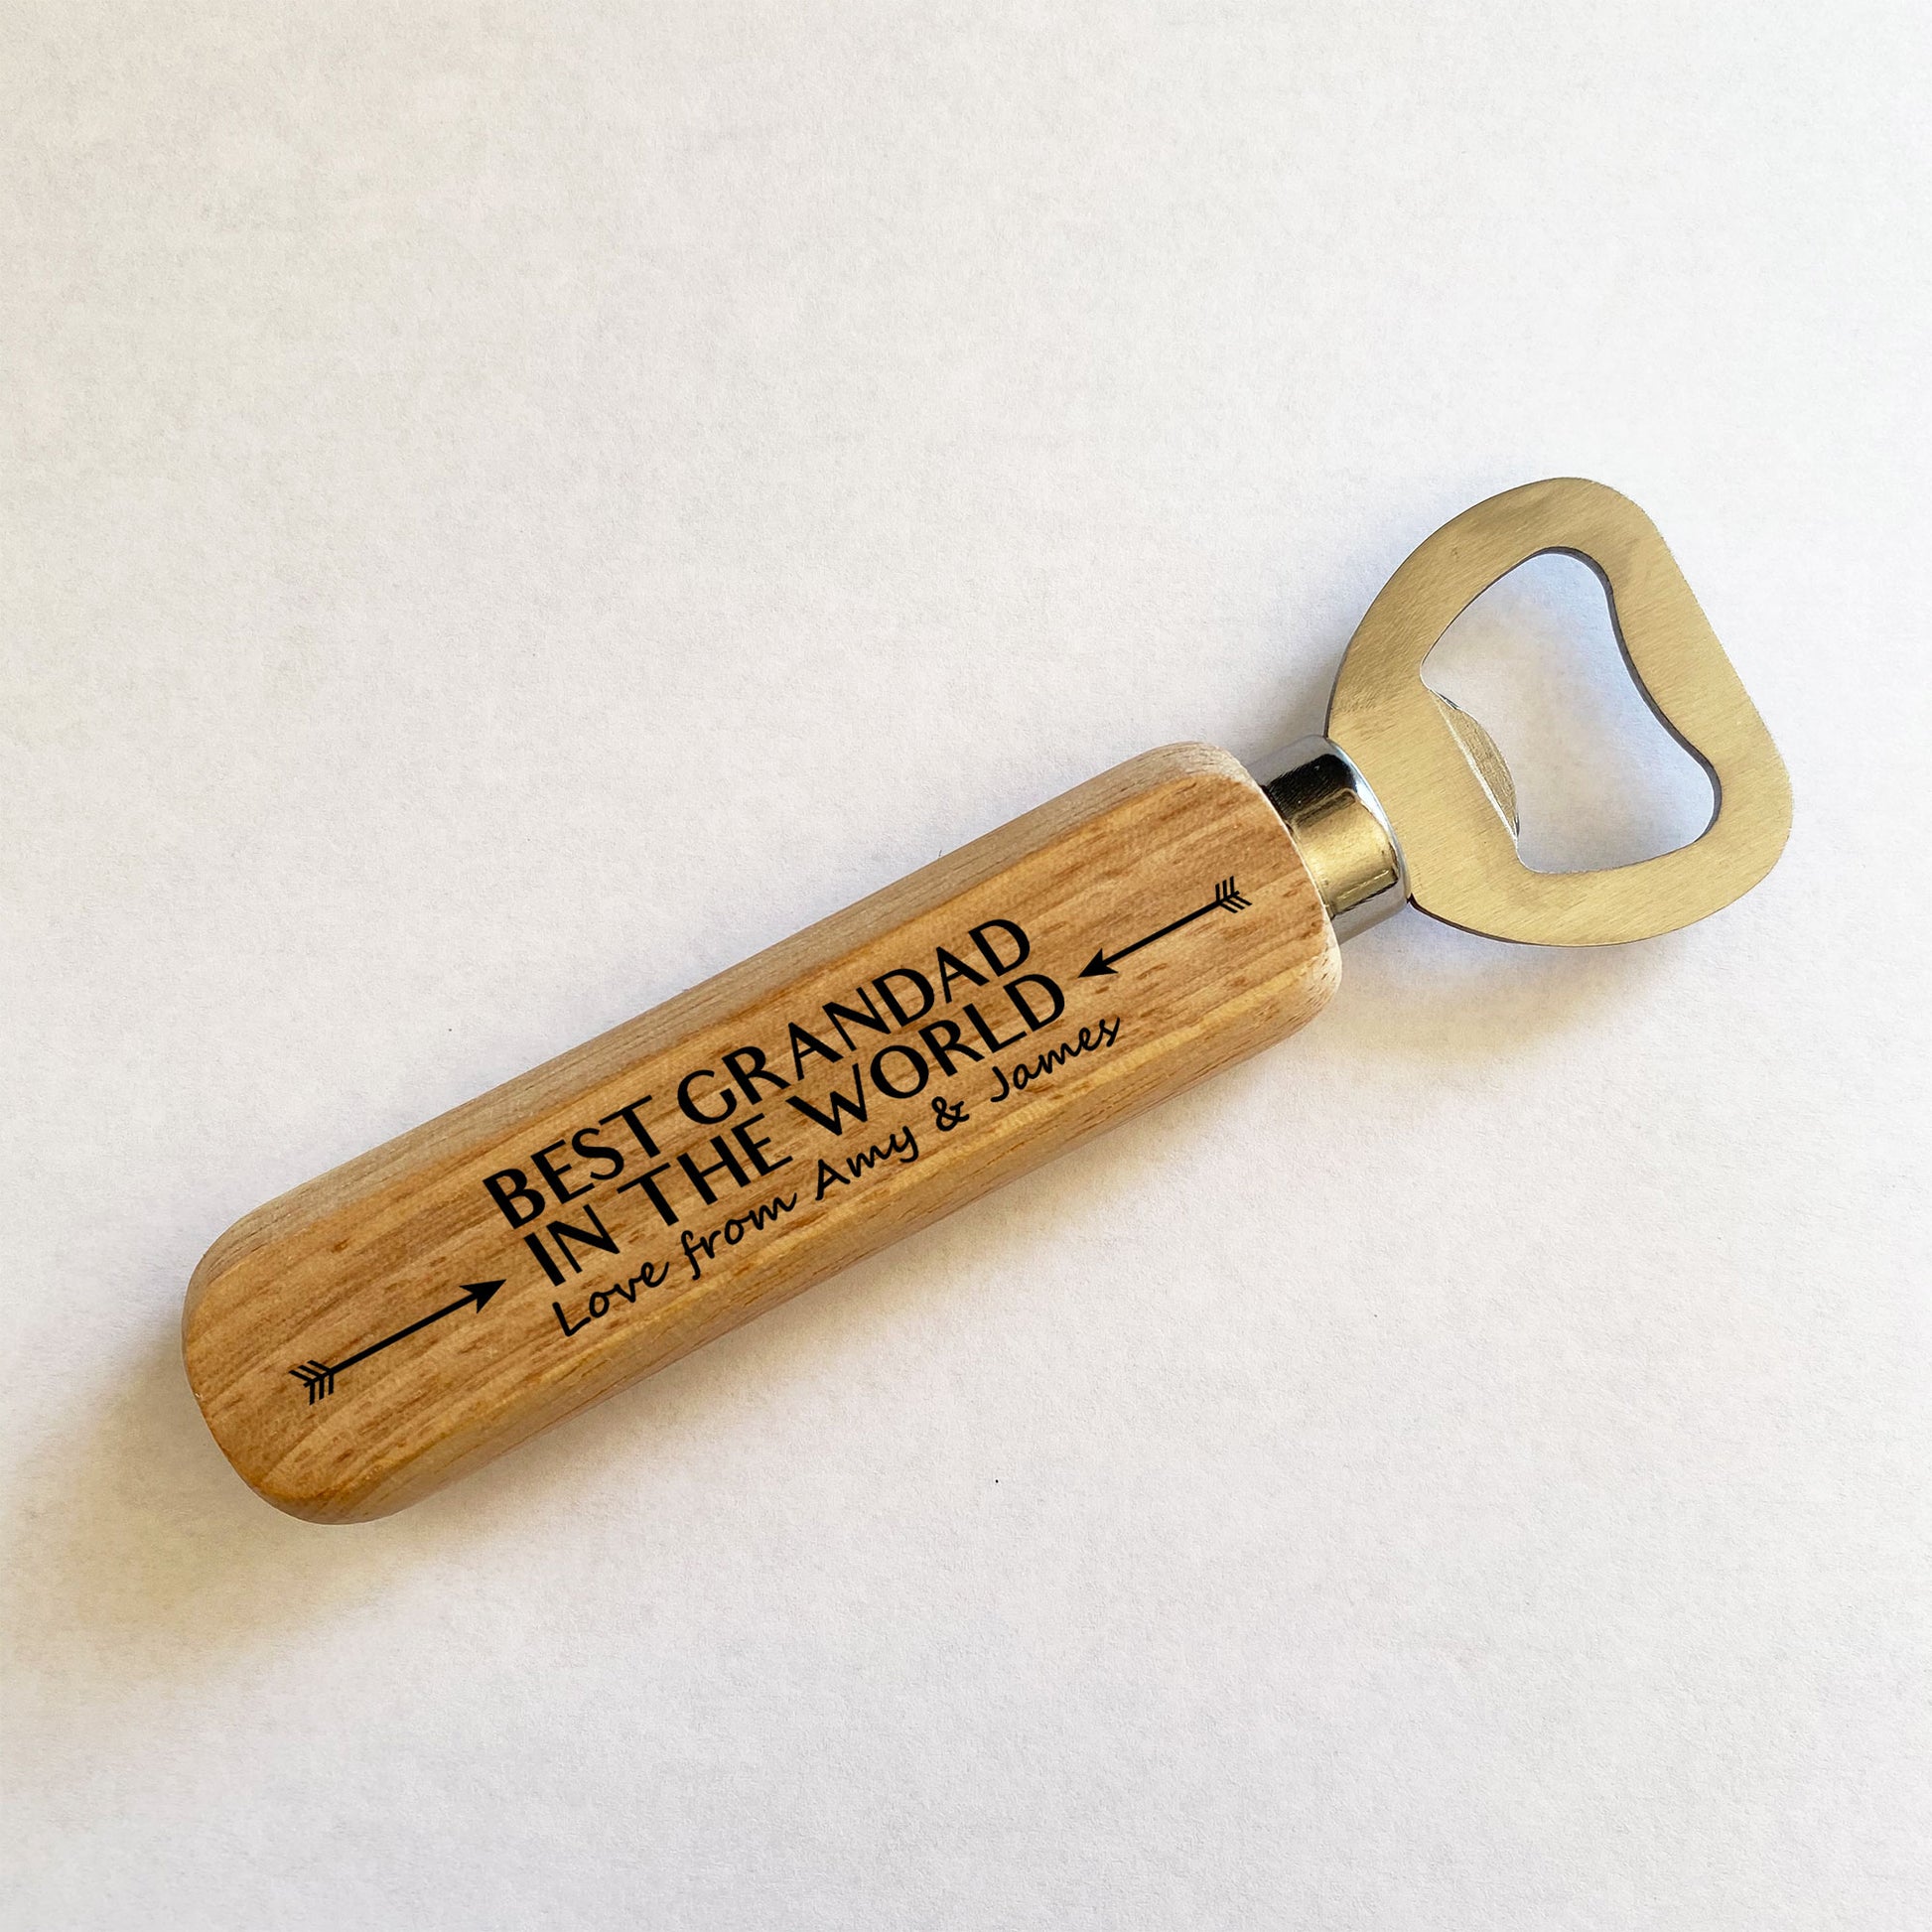 BEST GRANDAD
IN THE WORLD
Love from Amy & James